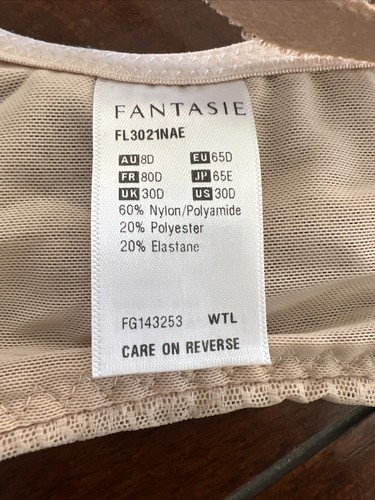 FANTASIE
FL3021NAE
AU 8D EU 65D
FR 80D JP 65E
UK 30D US 30D
60% Nylon/Polyamide
20% Polyester
20% Elastane
FG143253 WTL
CARE ON REVERSE